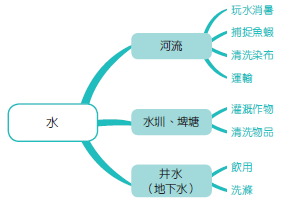 水
河流
玩水消暑
捕捉魚蝦
清洗染布
運輸
水圳、埤塘
灌溉作物
清洗物品
井水
（地下水）
飲用
洗滌